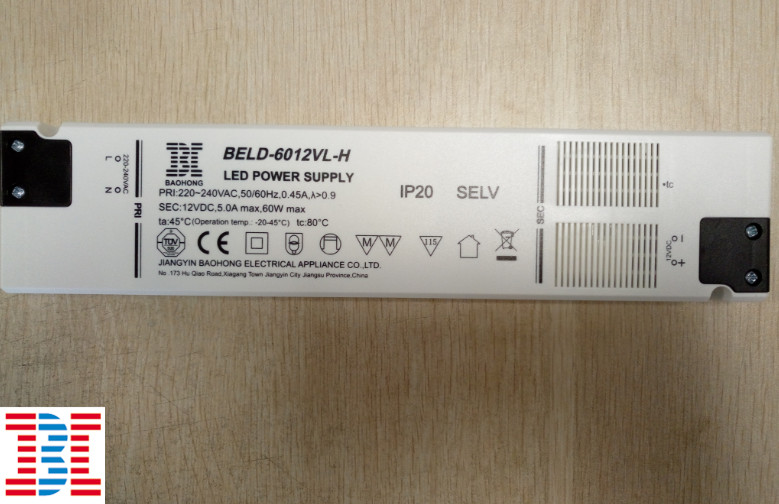 BELD-6012VL-H
LED POWER SUPPLY
BAOHONG
PRI:220~240VAC,50/60Hz,0.45A,λ>0.9
SEC:12VDC,5.0A max,60W max
ta:45°C(Operation temp.: -20-45°C) tc:80°C
IP20 SELV
TUV
CE
M M
115
JIANGYIN BAOHONG ELECTRICAL APPLIANCE CO.,LTD.
No.173 Hu Qiao Road,Xiagang Town Jiangyin City Jiangsu Province,China
220-240VAC
L N
PRI
SEC
•tc
12VDC
- +